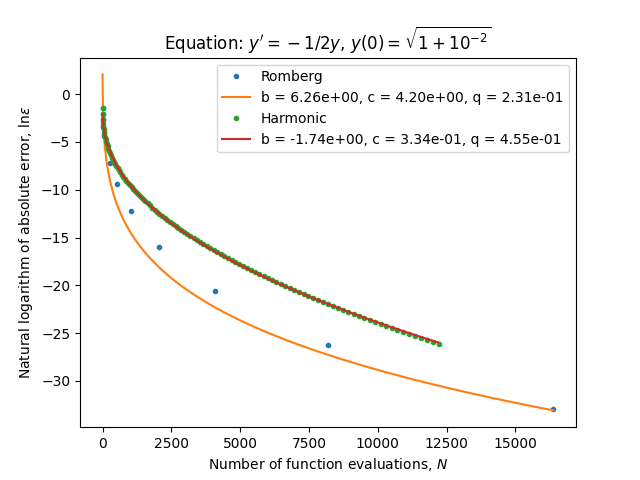 Equation: y′ = −1/2y, y(0) = √1 + 10⁻²
Romberg
b = 6.26e+00, c = 4.20e+00, q = 2.31e-01
Harmonic
b = -1.74e+00, c = 3.34e-01, q = 4.55e-01
Natural logarithm of absolute error, lnε
0
−5
−10
−15
−20
−25
−30
0 2500 5000 7500 10000 12500 15000
Number of function evaluations, N